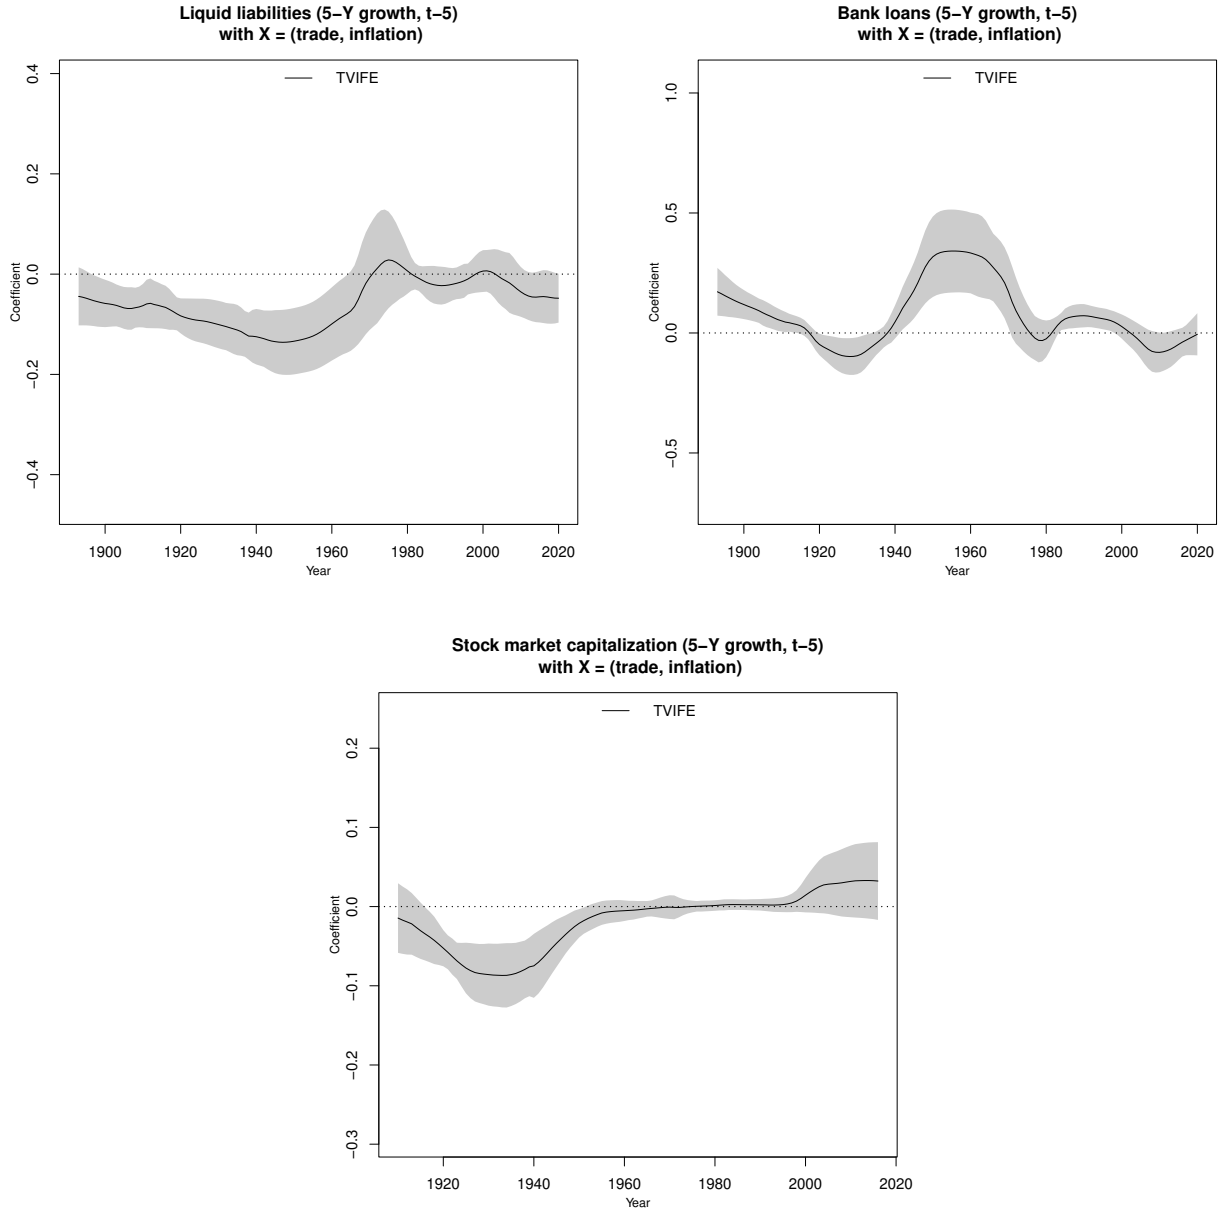 Liquid liabilities (5−Y growth, t−5)
with X = (trade, inflation)
TVIFE
Coefficient
0.4
0.2
0.0
−0.2
−0.4
1900 1920 1940 1960 1980 2000 2020
Year
Bank loans (5−Y growth, t−5)
with X = (trade, inflation)
TVIFE
Coefficient
1.0
0.5
0.0
−0.5
1900 1920 1940 1960 1980 2000 2020
Year
Stock market capitalization (5−Y growth, t−5)
with X = (trade, inflation)
TVIFE
Coefficient
0.2
0.1
0.0
−0.1
−0.2
−0.3
1920 1940 1960 1980 2000 2020
Year